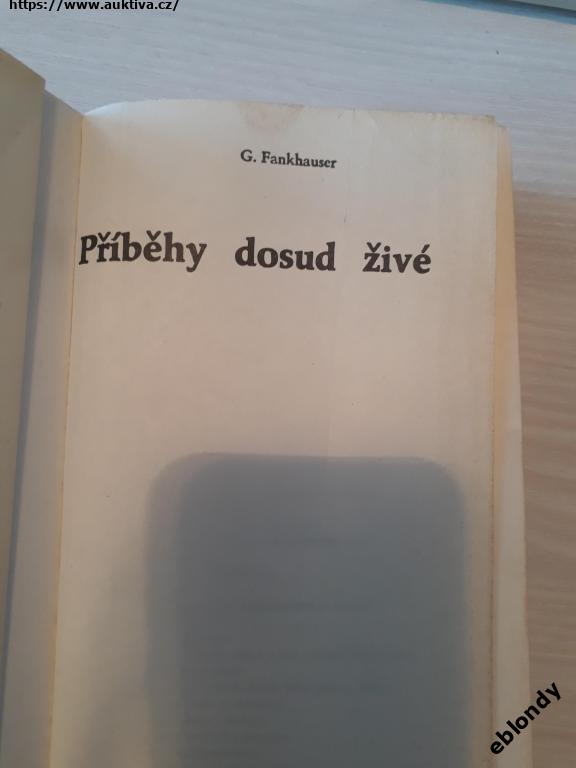 https://www.auktiva.cz/
G. Fankhauser
Příběhy dosud živé
eblondy